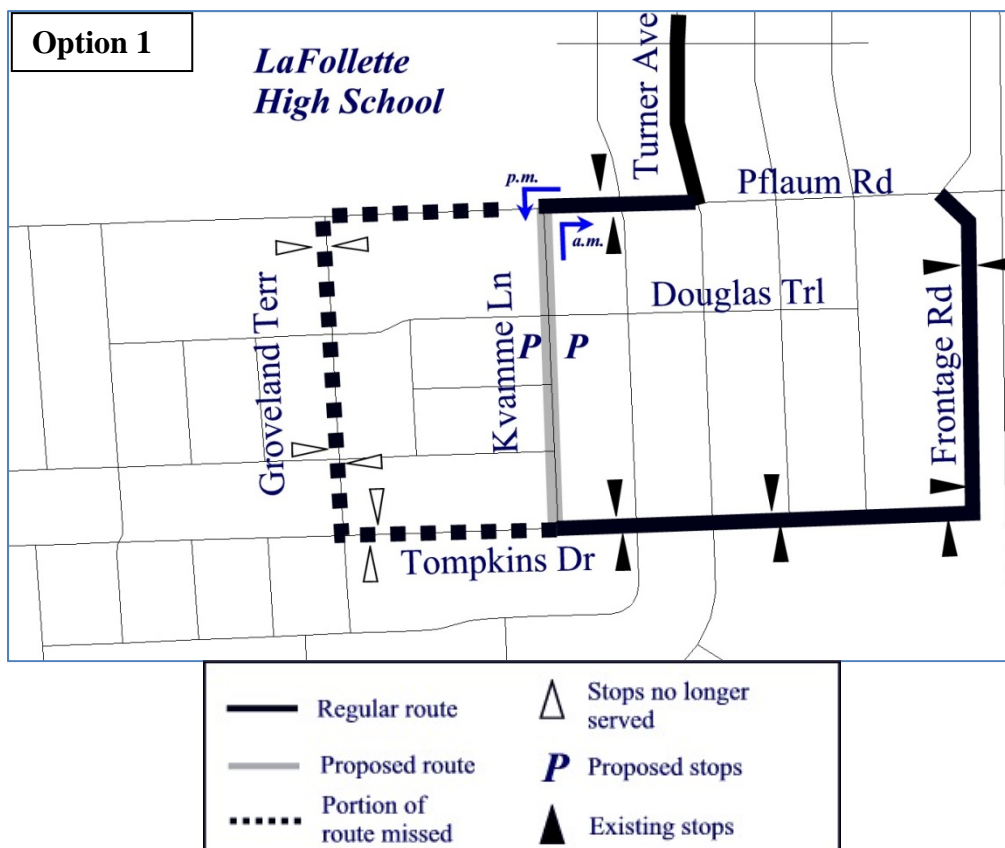 Option 1
LaFollette
High School
Turner Ave
p.m.
Pflaum Rd
a.m.
Douglas Trl
Kvamme Ln
Groveland Terr
P P
Frontage Rd
Tompkins Dr
Regular route
Stops no longer
served
Proposed route
P Proposed stops
Portion of
route missed
Existing stops